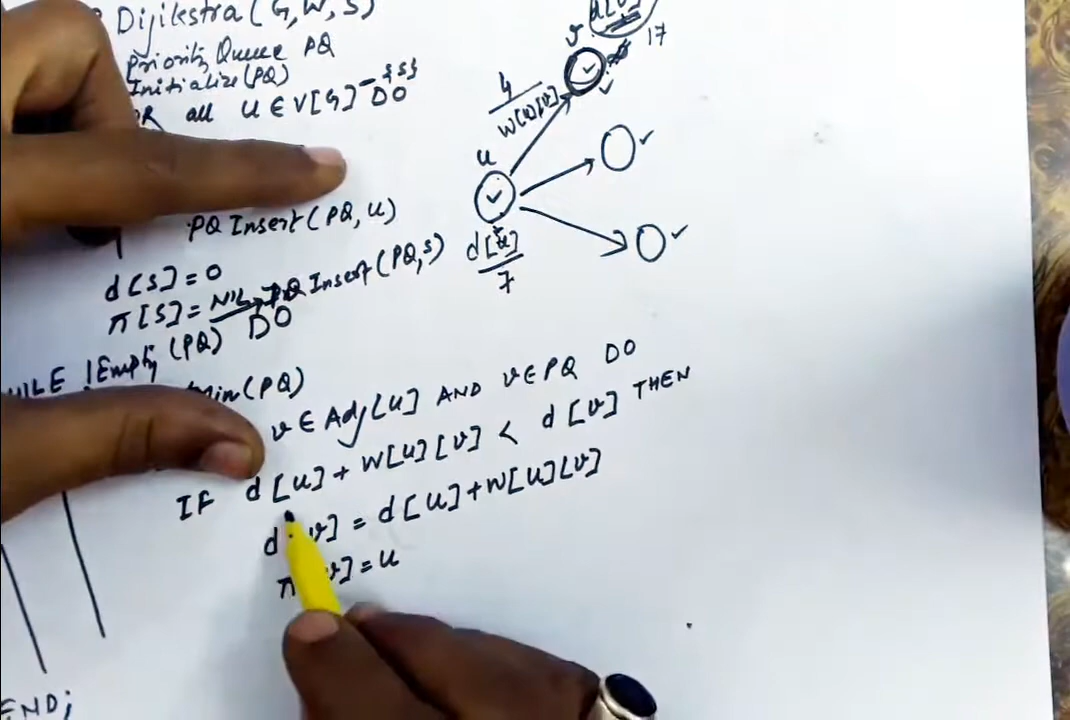 Dijikstra(G,W,S)
Priority Queue PQ
Initialize(PQ)
all u ∈ V[G]-{s} DO
PQ Insert(PQ,u)
d[s]=0
π[s]=NIL PQ Insert(PQ,s)
WHILE !Empty(PQ) DO
min(PQ)
v ∈ Adj[u] AND v∈PQ DO
IF d[u]+W[u][v] < d[v] THEN
d[v] = d[u]+W[u][v]
π[v]=u
END;
v
17
4
W[u][v]
u
d[u]
7